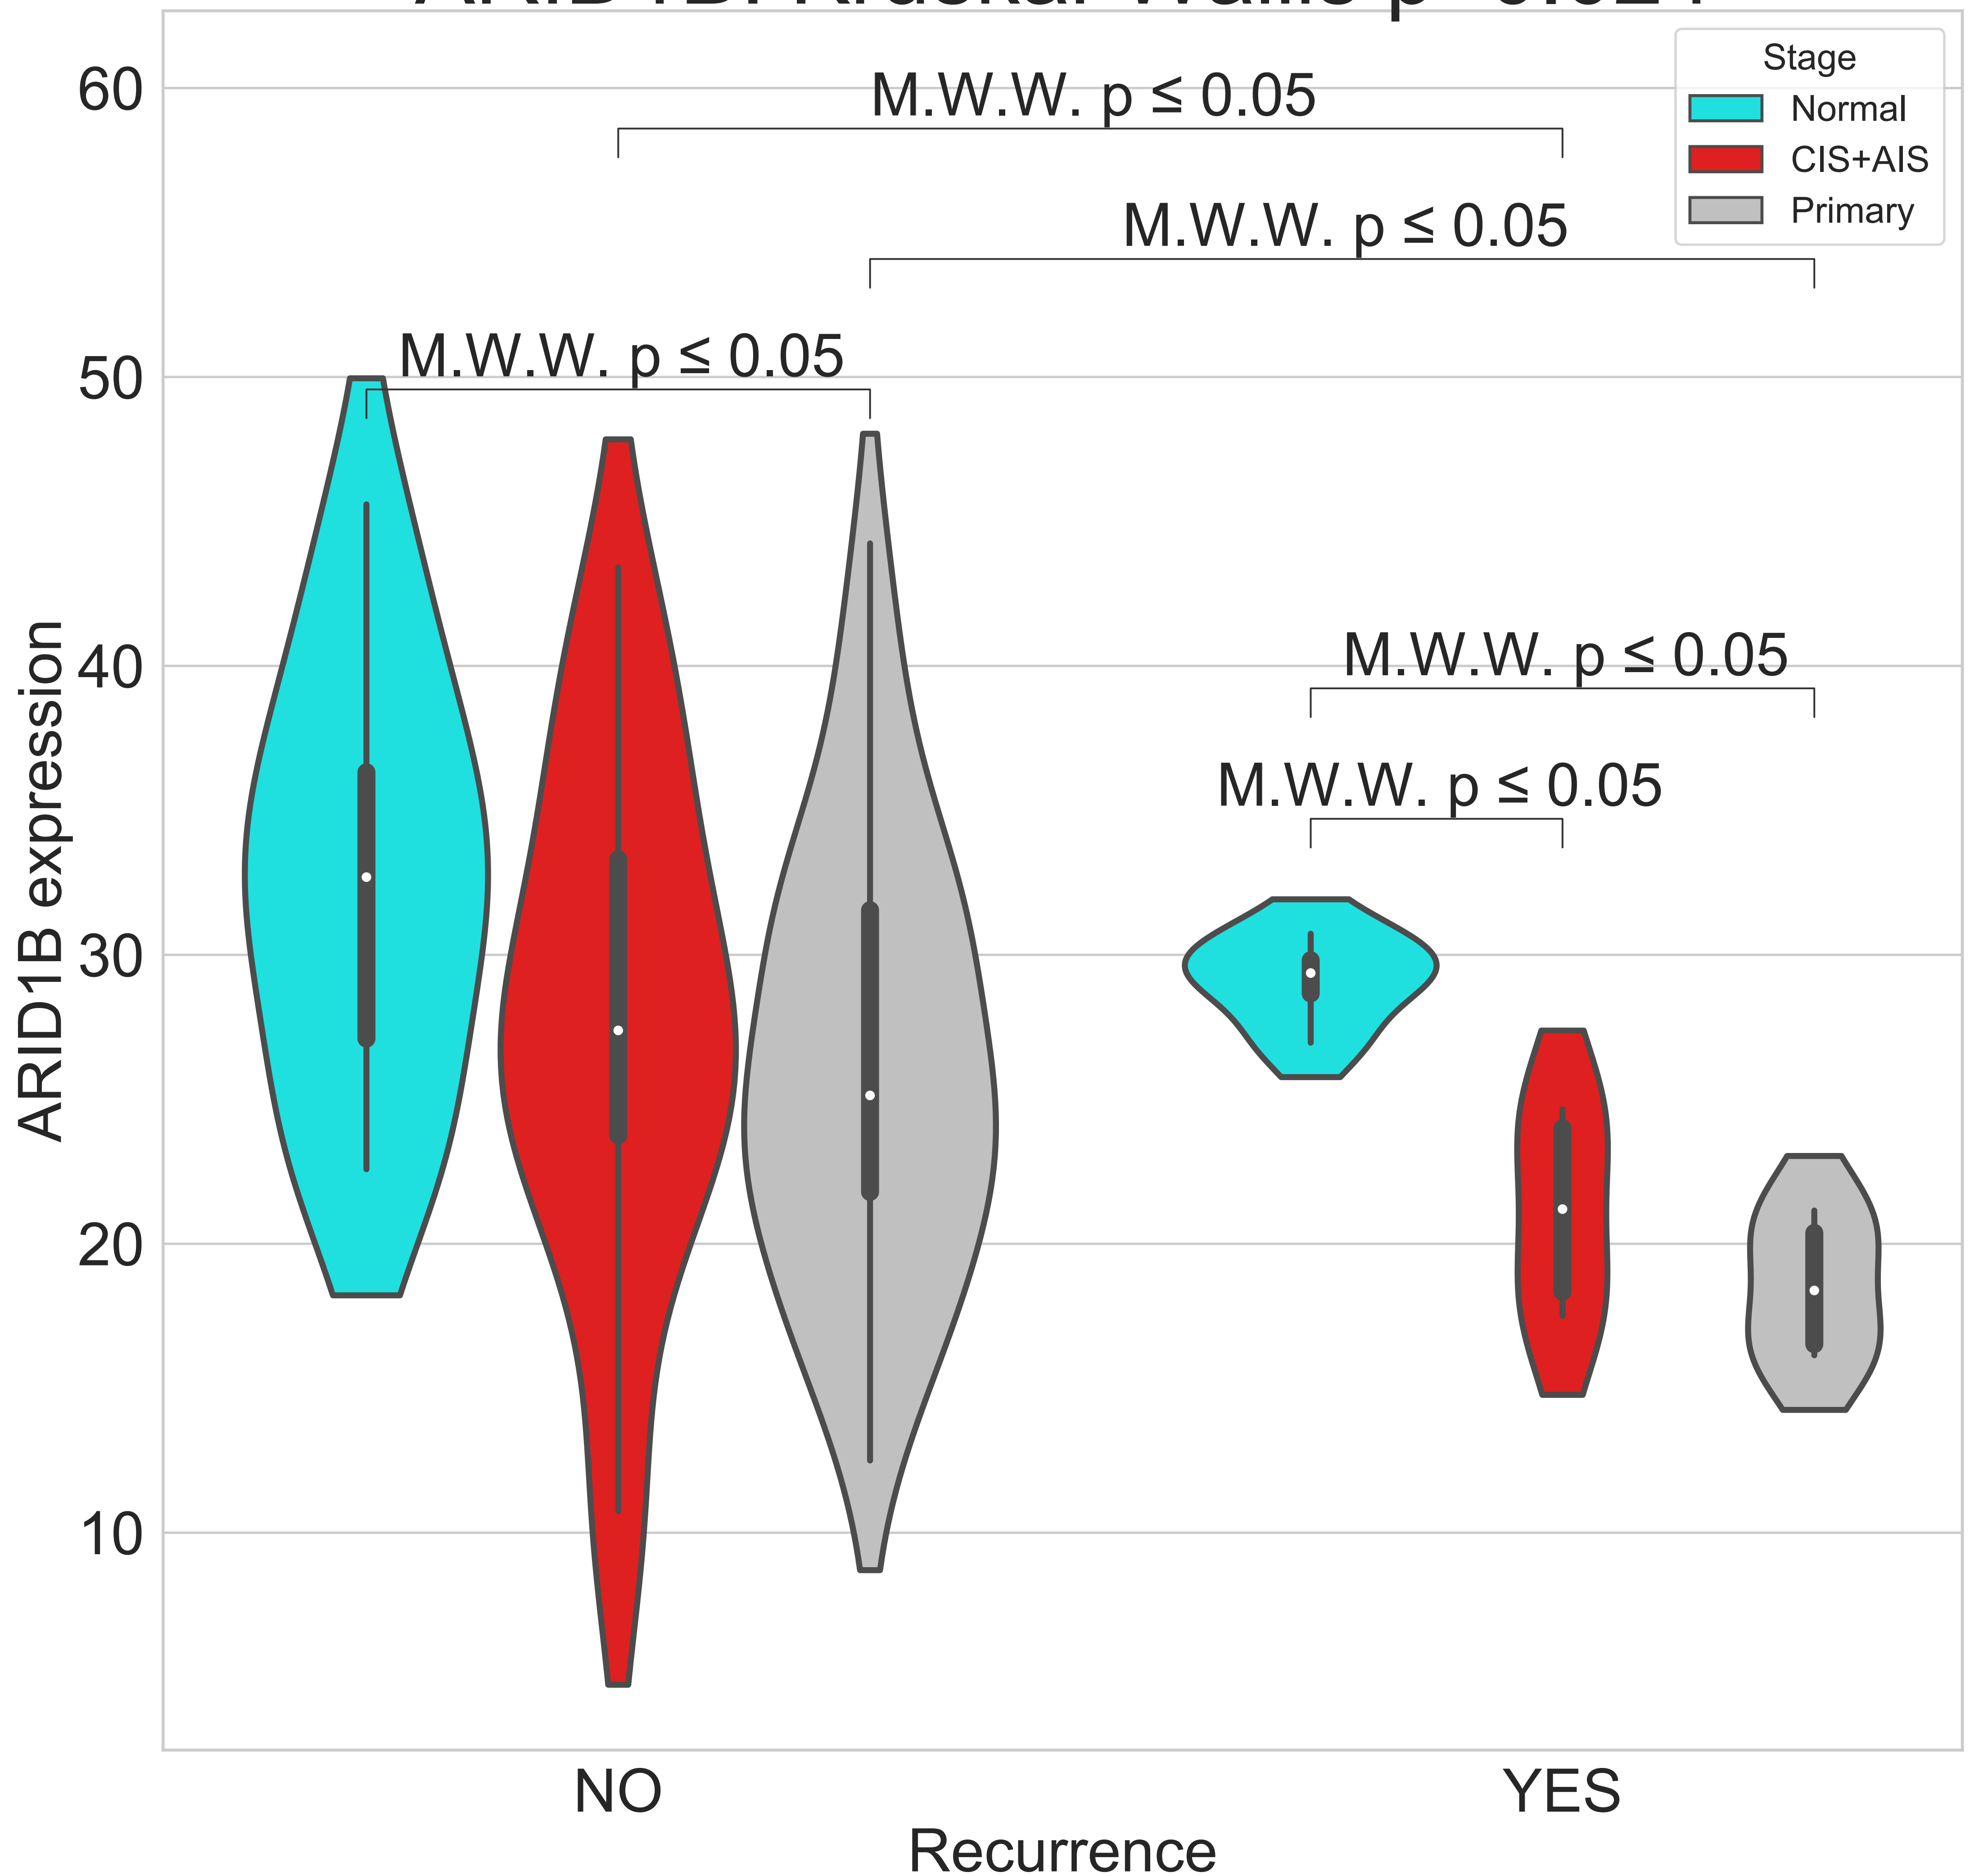 Stage
Normal
CIS+AIS
Primary
M.W.W. p ≤ 0.05
M.W.W. p ≤ 0.05
M.W.W. p ≤ 0.05
M.W.W. p ≤ 0.05
M.W.W. p ≤ 0.05
60
50
40
30
20
10
ARID1B expression
NO
YES
Recurrence